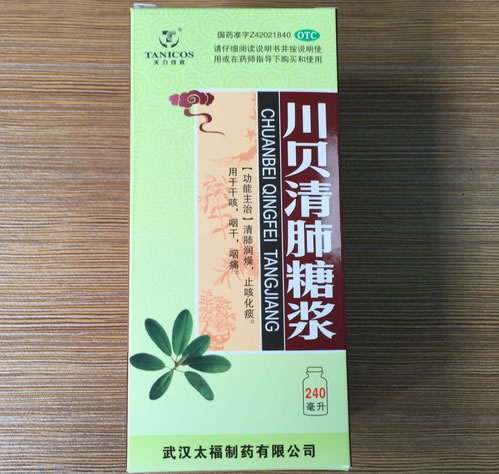 TANICOS
天力致胜
国药准字Z42021840 OTC
请仔细阅读说明书并按说明使
用或在药师指导下购买和使用
川贝清肺糖浆
CHUANBEI QINGFEI TANGJIANG
【功能主治】清肺润燥，止咳化痰。
用于干咳，咽干，咽痛。
240
毫升
武汉太福制药有限公司